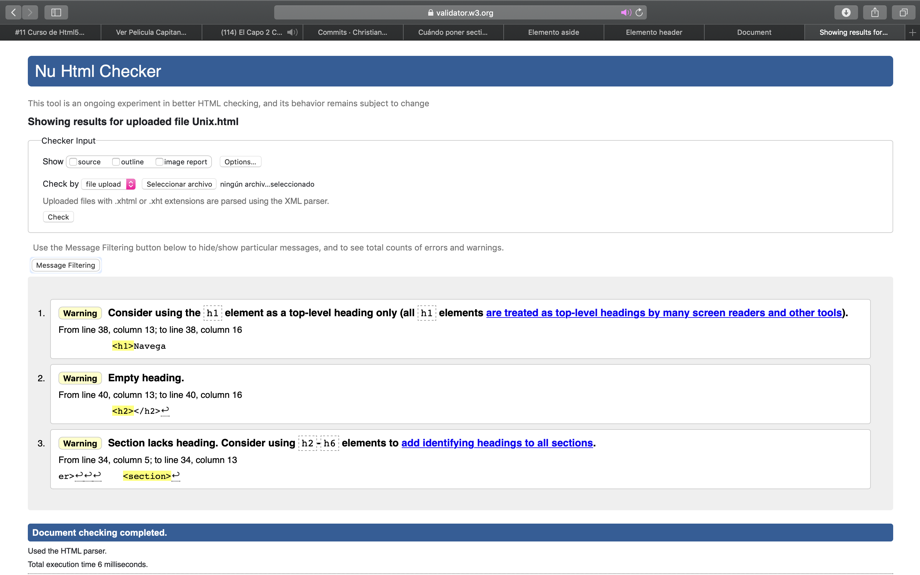 validator.w3.org
#11 Curso de Html5...
Ver Pelicula Capitan...
(114) El Capo 2 C...
Commits · Christian...
Cuándo poner secti...
Elemento aside
Elemento header
Document
Showing results for...
Nu Html Checker
This tool is an ongoing experiment in better HTML checking, and its behavior remains subject to change
Showing results for uploaded file Unix.html
Checker Input
Show source outline image report Options...
Check by file upload Seleccionar archivo ningún archiv...seleccionado
Uploaded files with .xhtml or .xht extensions are parsed using the XML parser.
Check
Use the Message Filtering button below to hide/show particular messages, and to see total counts of errors and warnings.
Message Filtering
1. Warning Consider using the h1 element as a top-level heading only (all h1 elements are treated as top-level headings by many screen readers and other tools).
From line 38, column 13; to line 38, column 16
<h1>Navega
2. Warning Empty heading.
From line 40, column 13; to line 40, column 16
<h2></h2>↩
3. Warning Section lacks heading. Consider using h2-h6 elements to add identifying headings to all sections.
From line 34, column 5; to line 34, column 13
er>↩↩↩ <section>↩
Document checking completed.
Used the HTML parser.
Total execution time 6 milliseconds.